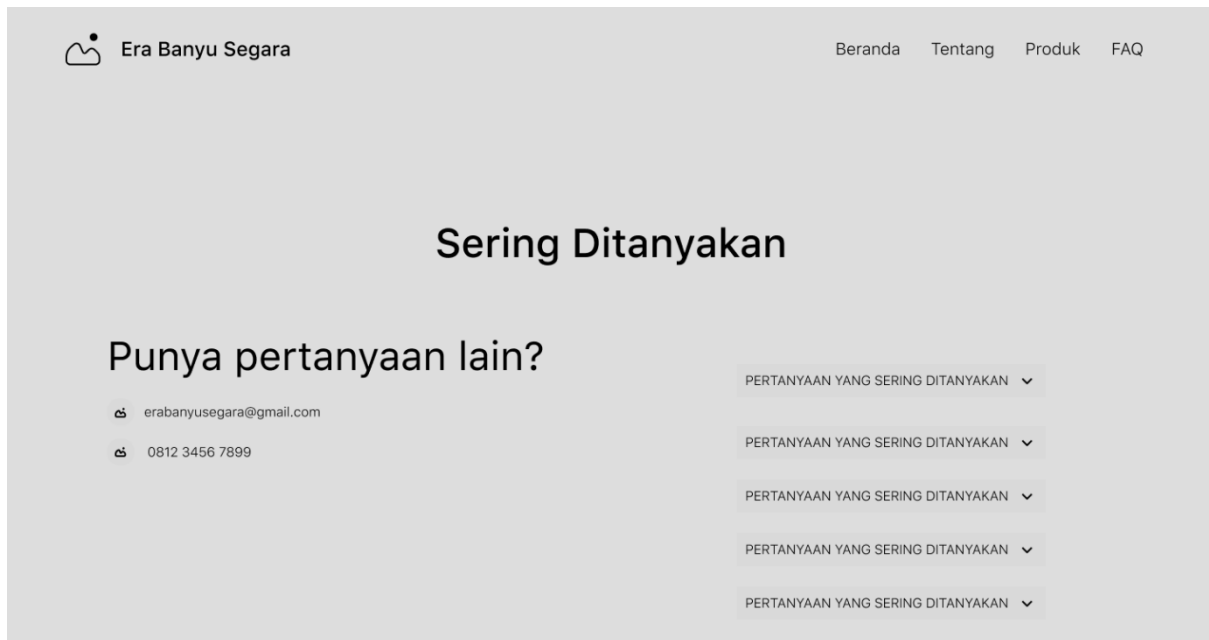 Era Banyu Segara
Beranda Tentang Produk FAQ
Sering Ditanyakan
Punya pertanyaan lain?
erabanyusegara@gmail.com
0812 3456 7899
PERTANYAAN YANG SERING DITANYAKAN
PERTANYAAN YANG SERING DITANYAKAN
PERTANYAAN YANG SERING DITANYAKAN
PERTANYAAN YANG SERING DITANYAKAN
PERTANYAAN YANG SERING DITANYAKAN